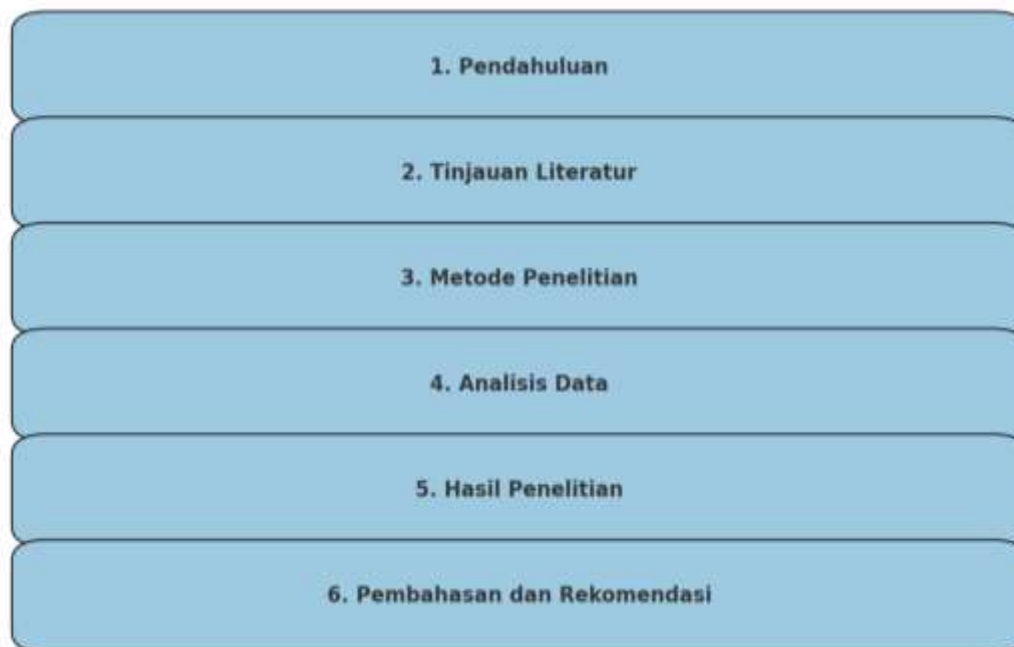 1. Pendahuluan
2. Tinjauan Literatur
3. Metode Penelitian
4. Analisis Data
5. Hasil Penelitian
6. Pembahasan dan Rekomendasi